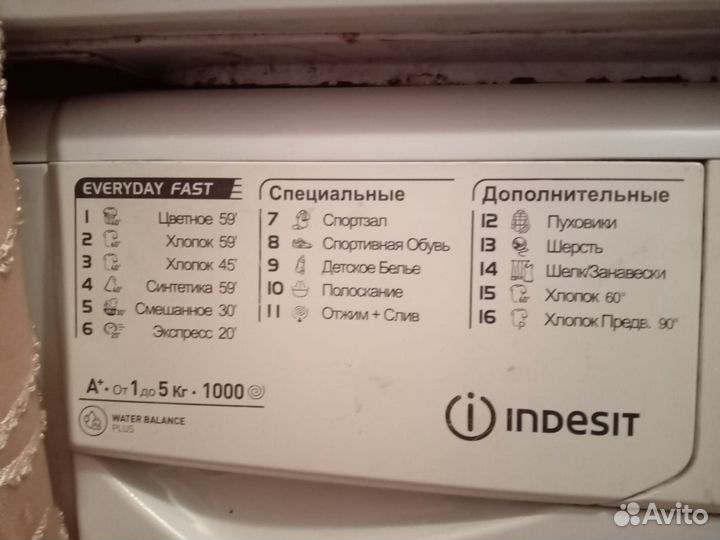 EVERYDAY FAST
1 Цветное 59'
2 Хлопок 59'
3 Хлопок 45'
4 Синтетика 59'
5 Смешанное 30'
6 Экспресс 20'
Специальные
7 Спортзал
8 Спортивная Обувь
9 Детское Белье
10 Полоскание
11 Отжим + Слив
Дополнительные
12 Пуховики
13 Шерсть
14 Шелк/Занавески
15 Хлопок 60°
16 Хлопок Предв. 90°
A+ • От 1 до 5 Кг • 1000
WATER BALANCE
PLUS
INDESIT
Avito